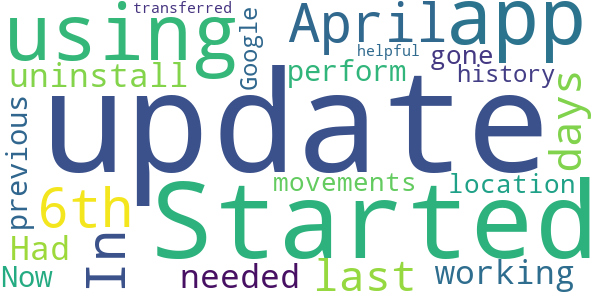 transferred
using
Google
April
app
helpful
gone
uninstall
perform
history
update
days
previous
movements
location
Started
6th
Had
In
Now
needed
last
working